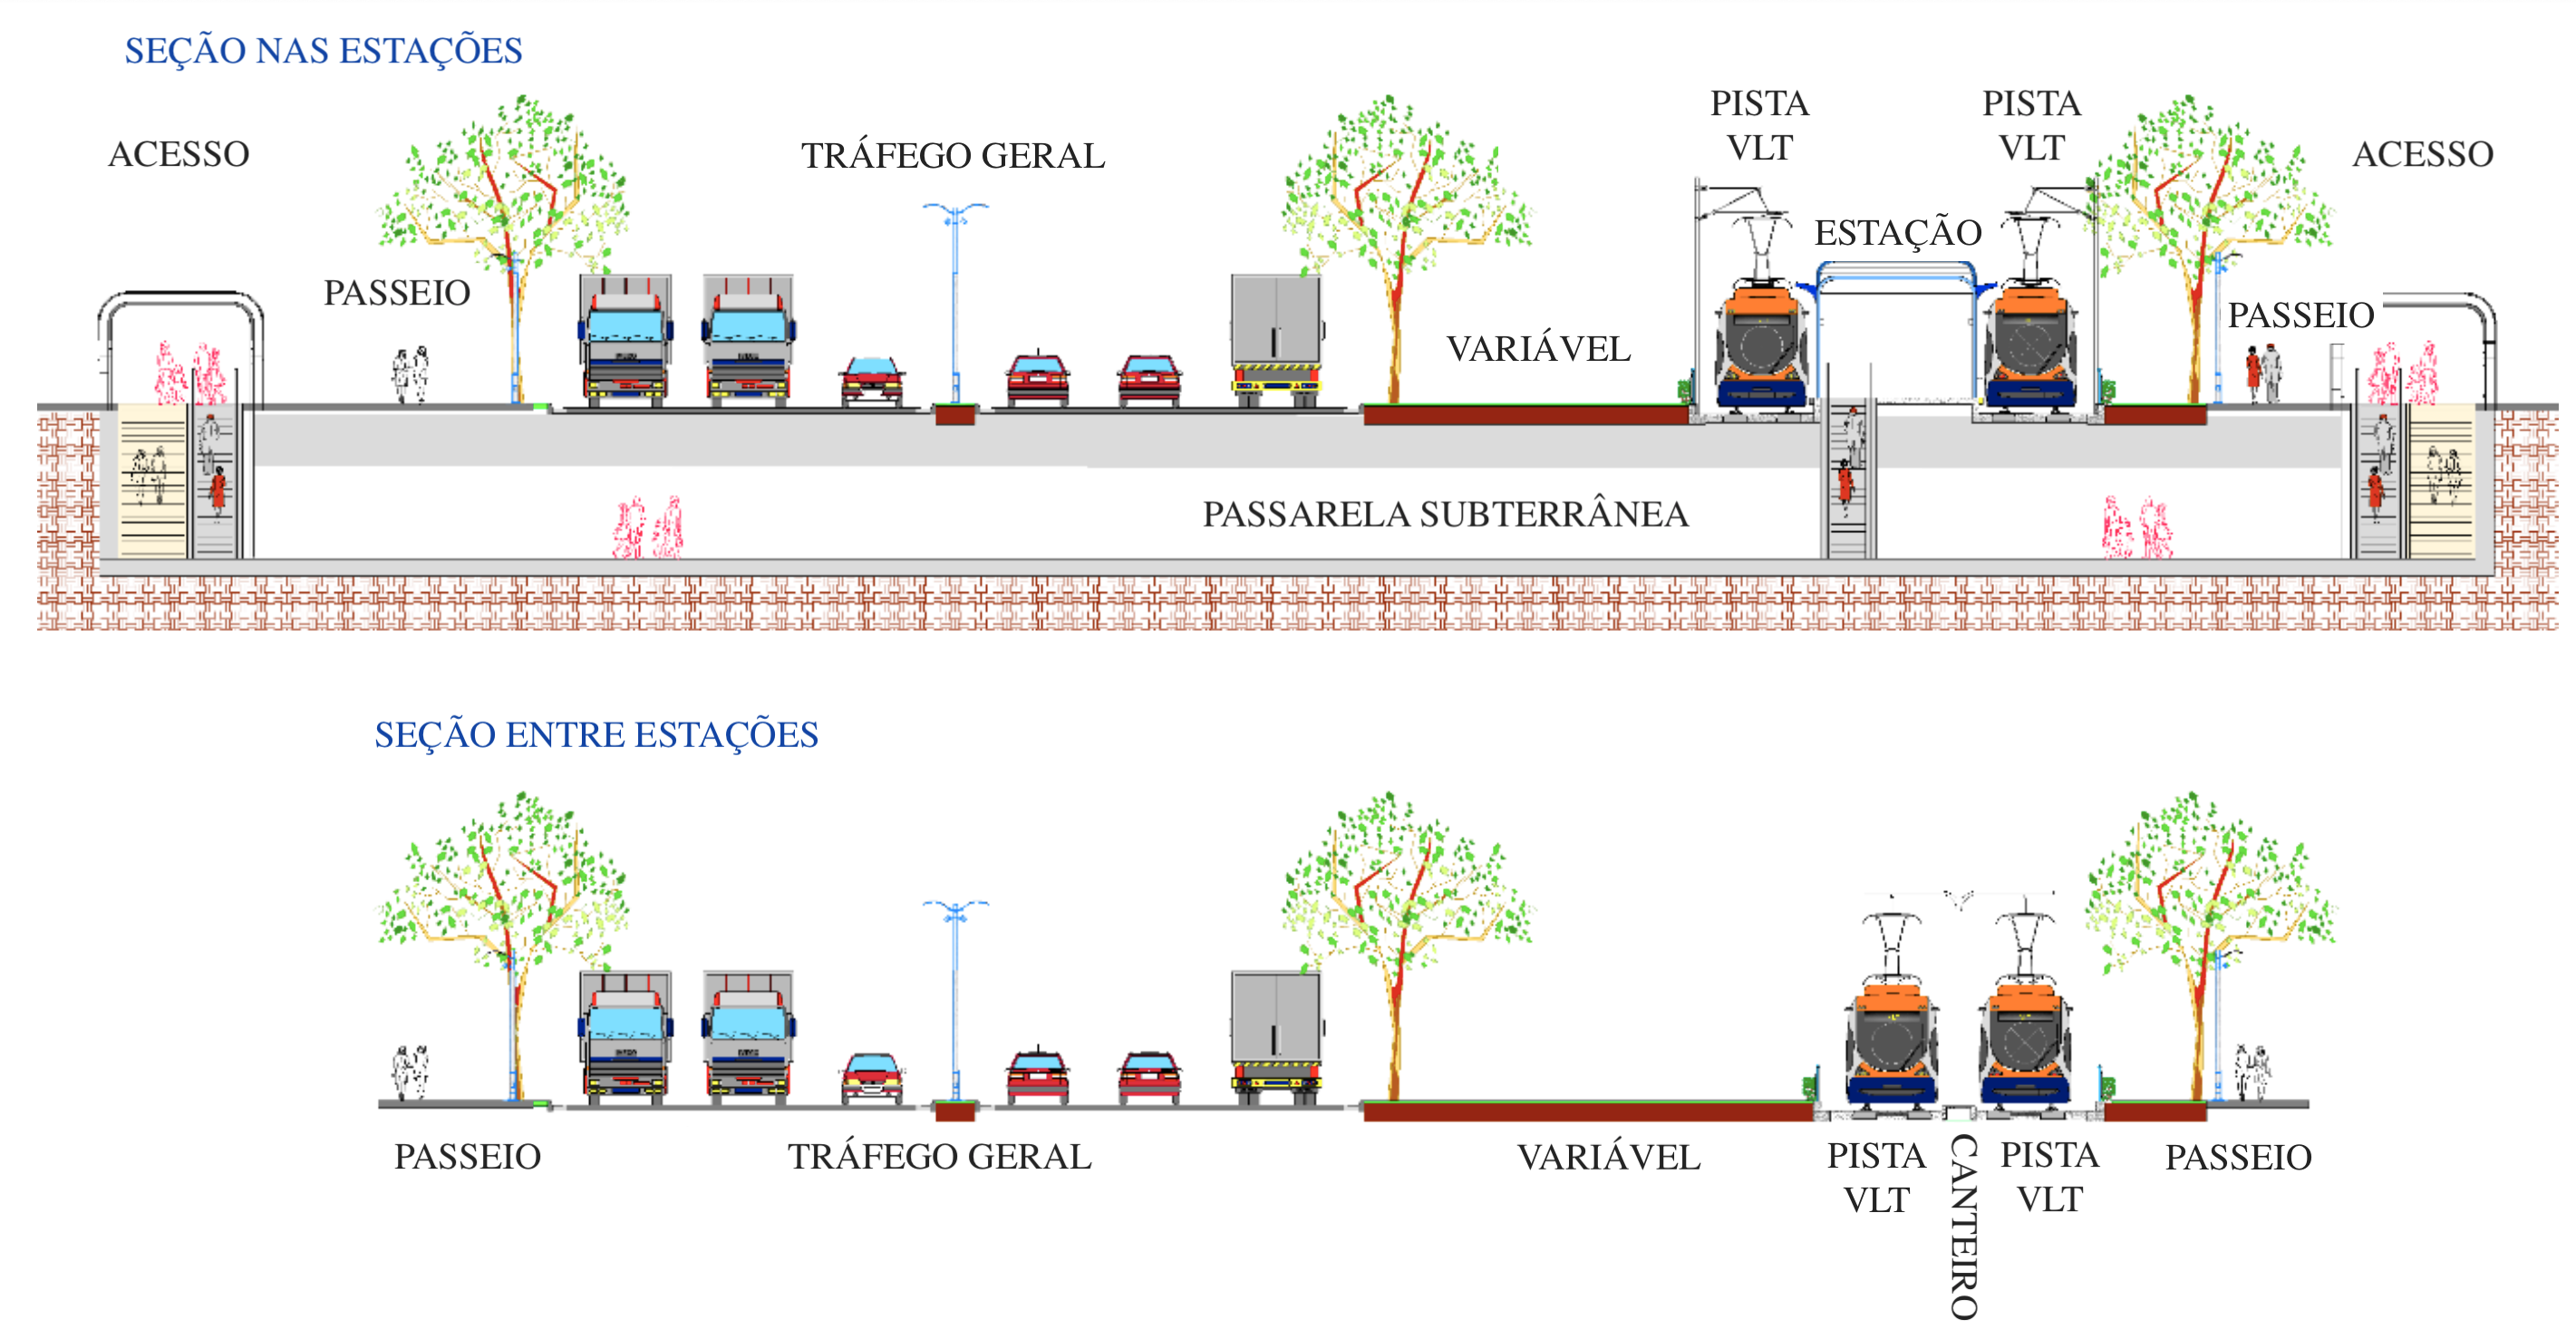 SEÇÃO NAS ESTAÇÕES
ACESSO
PASSEIO
TRÁFEGO GERAL
VARIÁVEL
PISTA
VLT
ESTAÇÃO
PISTA
VLT
PASSEIO
ACESSO
PASSARELA SUBTERRÂNEA
SEÇÃO ENTRE ESTAÇÕES
PASSEIO
TRÁFEGO GERAL
VARIÁVEL
PISTA
VLT
CANTEIRO
PISTA
VLT
PASSEIO